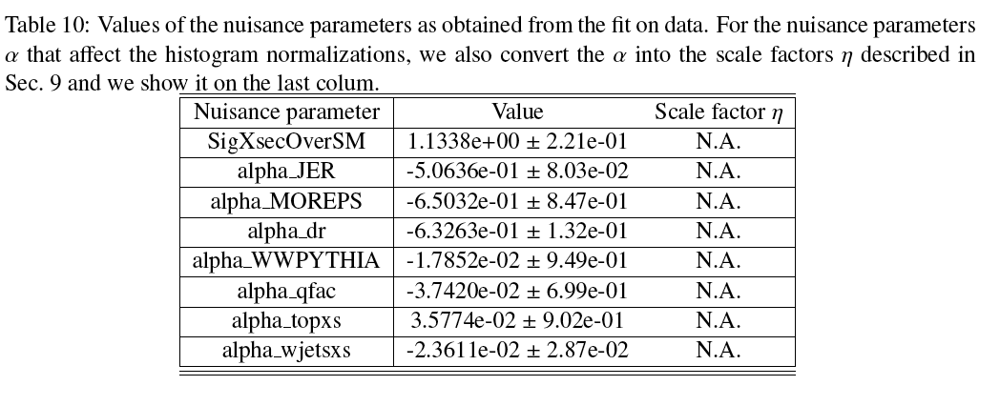 Table 10: Values of the nuisance parameters as obtained from the fit on data. For the nuisance parameters
α that affect the histogram normalizations, we also convert the α into the scale factors η described in
Sec. 9 and we show it on the last colum.
Nuisance parameter Value Scale factor η
SigXsecOverSM 1.1338e+00 ± 2.21e-01 N.A.
alpha_JER -5.0636e-01 ± 8.03e-02 N.A.
alpha_MOREPS -6.5032e-01 ± 8.47e-01 N.A.
alpha_dr -6.3263e-01 ± 1.32e-01 N.A.
alpha_WWPYTHIA -1.7852e-02 ± 9.49e-01 N.A.
alpha_qfac -3.7420e-02 ± 6.99e-01 N.A.
alpha_topxs 3.5774e-02 ± 9.02e-01 N.A.
alpha_wjetsxs -2.3611e-02 ± 2.87e-02 N.A.